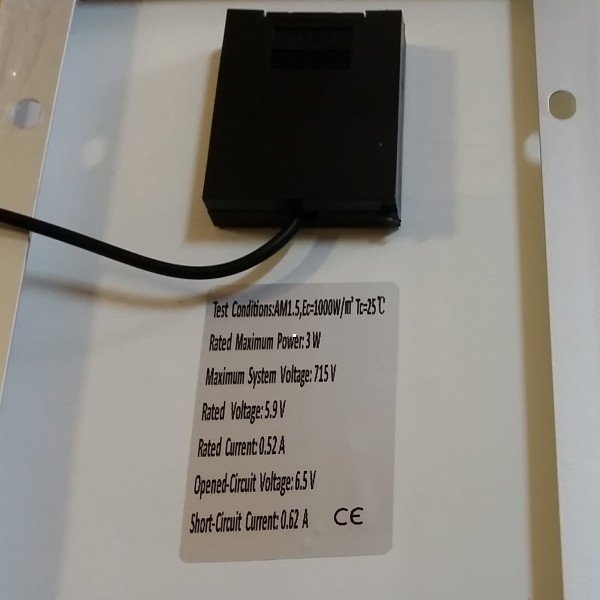 Test Conditions:AM1.5,Ec=1000W/m² Tc=25℃
Rated Maximum Power: 3 W
Maximum System Voltage: 715 V
Rated Voltage: 5.9 V
Rated Current: 0.52 A
Opened-Circuit Voltage: 6.5 V
Short-Circuit Current: 0.62 A CE